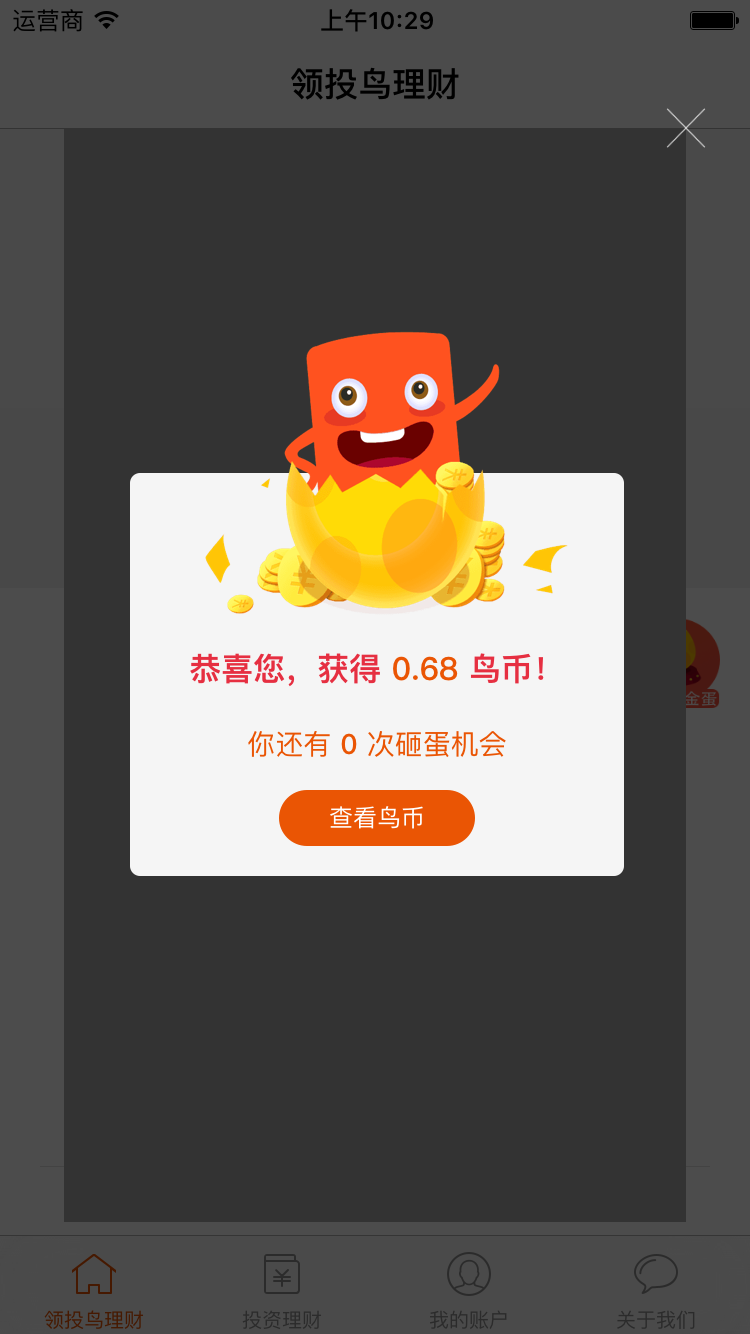 运营商 上午10:29
领投鸟理财
恭喜您，获得 0.68 鸟币！
金蛋
你还有 0 次砸蛋机会
查看鸟币
领投鸟理财 投资理财 我的账户 关于我们